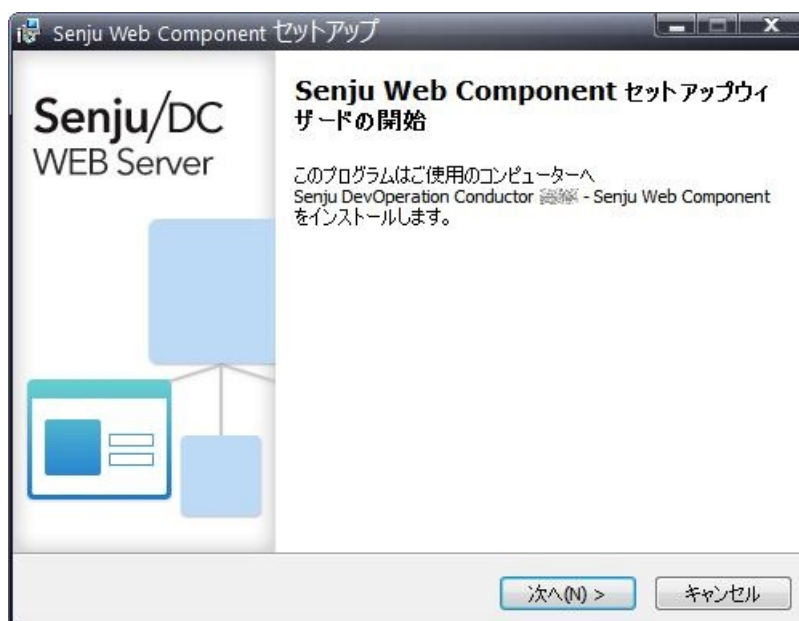 Senju Web Component セットアップ
Senju/DC
WEB Server
Senju Web Component セットアップウィ
ザードの開始
このプログラムはご使用のコンピューターへ
Senju DevOperation Conductor - Senju Web Component
をインストールします。
次へ(N) >
キャンセル